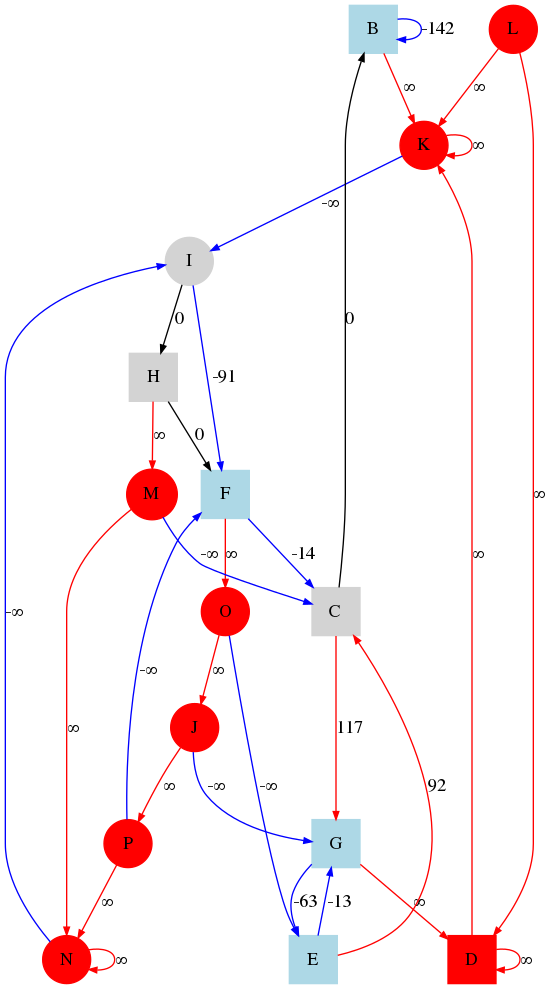 B
-142
L
∞
∞
K
∞
-∞
I
0
0
H
-91
∞
0
∞
M
F
-∞
∞
-14
∞
-∞
O
C
-∞
∞
∞
J
117
∞
-∞
-∞
92
P
G
∞
-63
-13
∞
N
∞
E
D
∞